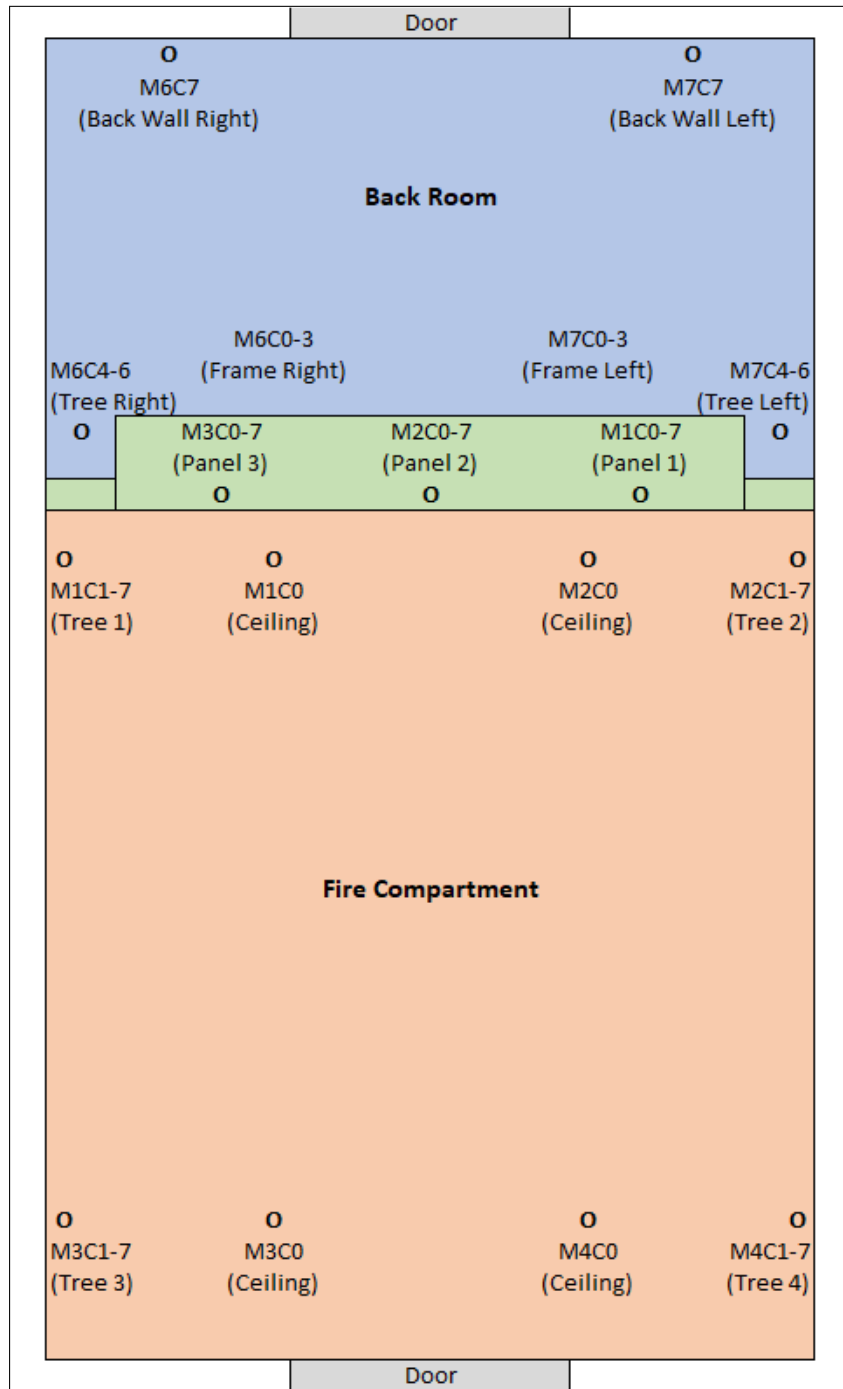 Door
O O
M6C7 M7C7
(Back Wall Right) (Back Wall Left)
Back Room
M6C0-3 M7C0-3
M6C4-6 (Frame Right) (Frame Left) M7C4-6
(Tree Right) (Tree Left)
O M3C0-7 M2C0-7 M1C0-7 O
(Panel 3) (Panel 2) (Panel 1)
O O O
O O O O
M1C1-7 M1C0 M2C0 M2C1-7
(Tree 1) (Ceiling) (Ceiling) (Tree 2)
Fire Compartment
O O O O
M3C1-7 M3C0 M4C0 M4C1-7
(Tree 3) (Ceiling) (Ceiling) (Tree 4)
Door